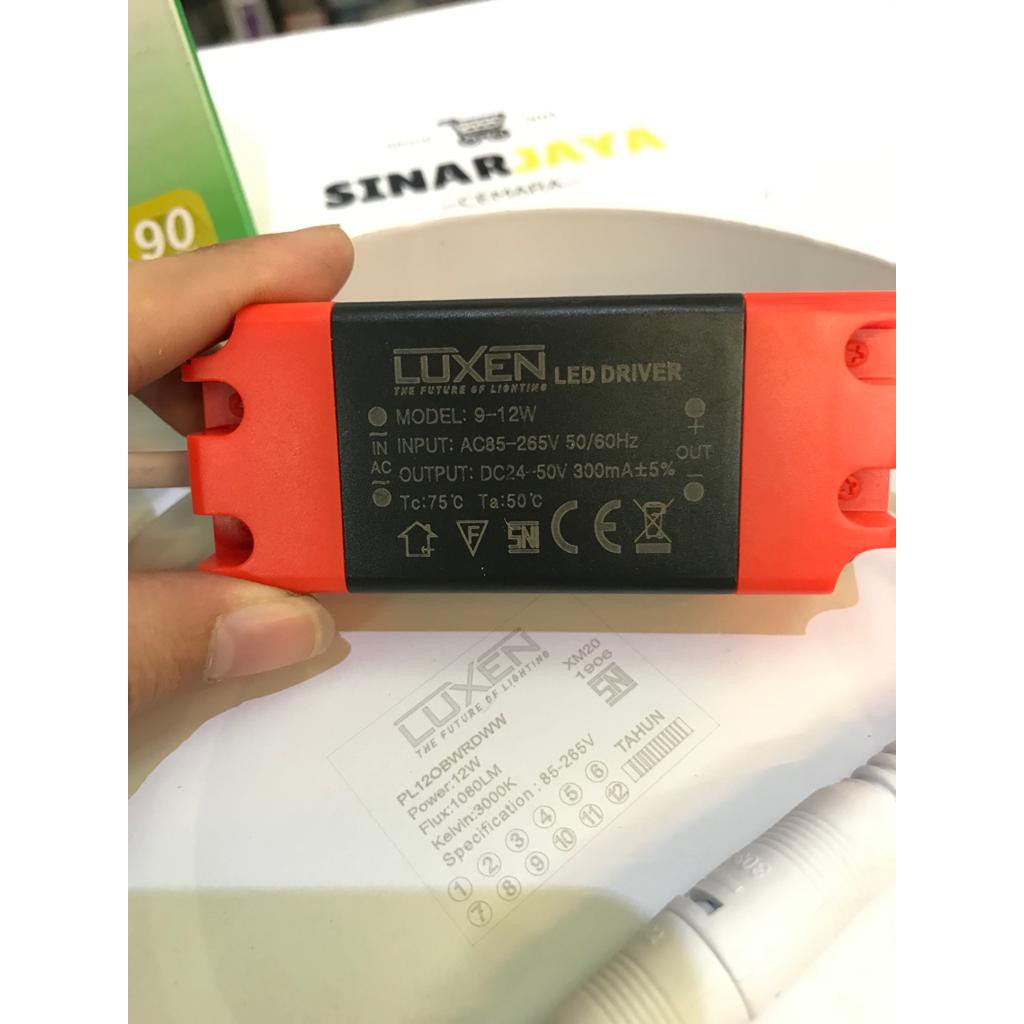 90
SINARJAYA
CEMARA
LUXEN LED DRIVER
THE FUTURE OF LIGHTING
MODEL: 9-12W
INPUT: AC85-265V 50/60Hz
OUTPUT: DC24-50V 300mA±5%
Tc:75℃ Ta:50℃
IN
AC
+
OUT
−
F
SNI
CE
LUXEN
THE FUTURE OF LIGHTING
XM20
1906
SNI
PL12OBWRDWW
Power:12W
Flux:1080LM
Kelvin:3000K
Specification : 85-265V
① ② ③ ④ ⑤ ⑥ TAHUN
⑦ ⑧ ⑨ ⑩ ⑪ ⑫